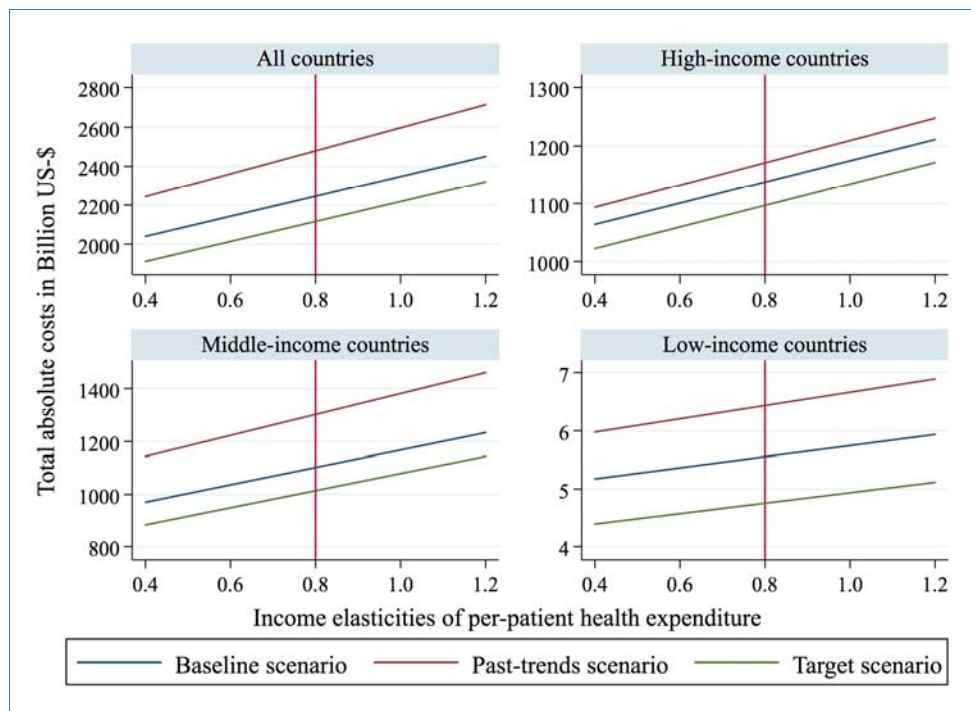 All countries
High-income countries
2800
2600
2400
2200
2000
1300
1200
1100
1000
0.4 0.6 0.8 1.0 1.2
0.4 0.6 0.8 1.0 1.2
Total absolute costs in Billion US-$
Middle-income countries
Low-income countries
1400
1200
1000
800
7
6
5
4
0.4 0.6 0.8 1.0 1.2
0.4 0.6 0.8 1.0 1.2
Income elasticities of per-patient health expenditure
Baseline scenario Past-trends scenario Target scenario